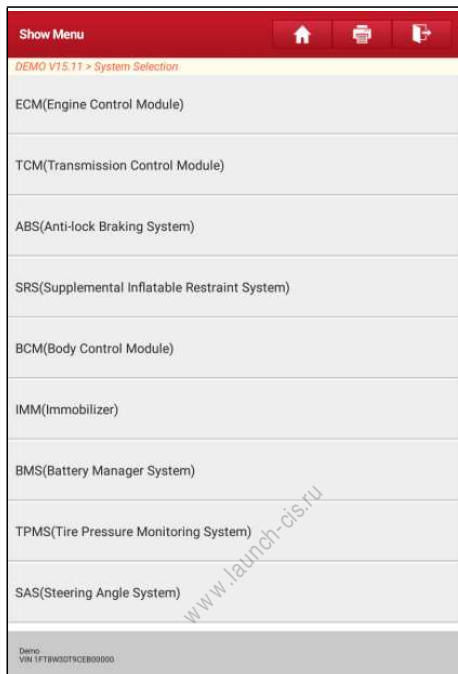 Show Menu
DEMO V15.11 > System Selection
ECM(Engine Control Module)
TCM(Transmission Control Module)
ABS(Anti-lock Braking System)
SRS(Supplemental Inflatable Restraint System)
BCM(Body Control Module)
IMM(Immobilizer)
BMS(Battery Manager System)
TPMS(Tire Pressure Monitoring System)
SAS(Steering Angle System)
www.launch-cis.ru
Demo
VIN 1FT8W3DT9CEB00000